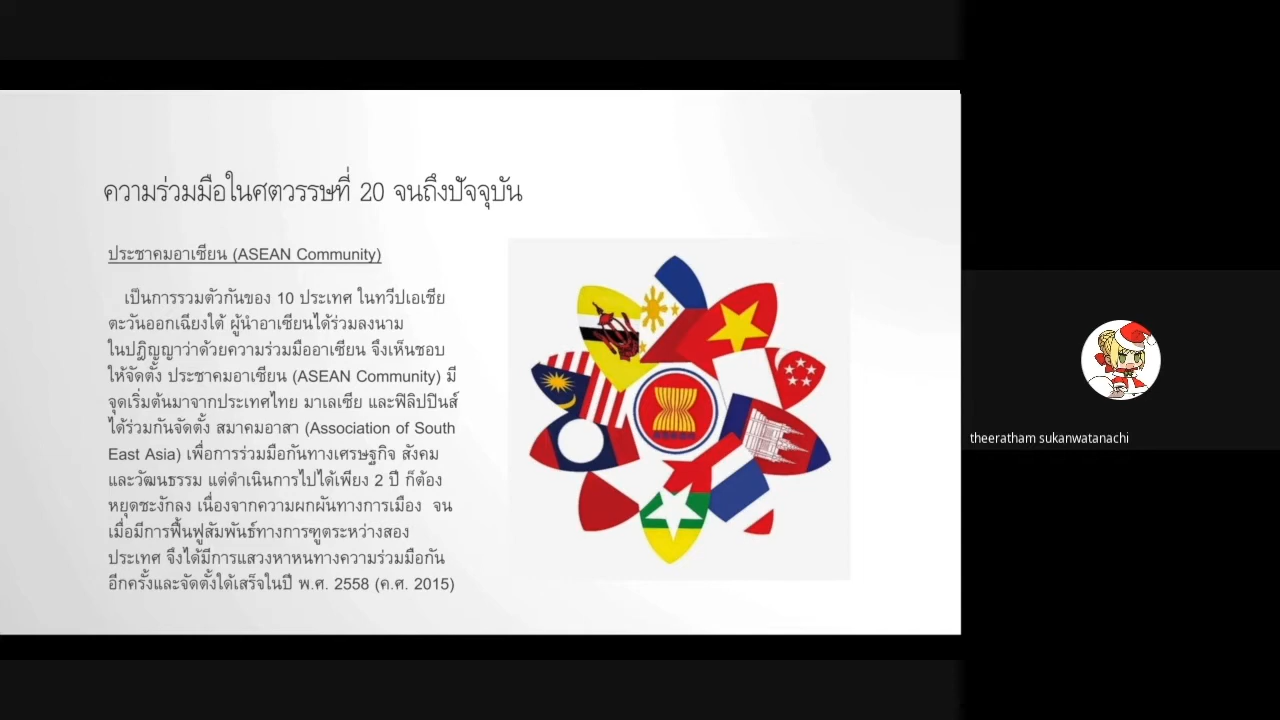 ความร่วมมือในศตวรรษที่ 20 จนถึงปัจจุบัน
ประชาคมอาเซียน (ASEAN Community)
เป็นการรวมตัวกันของ 10 ประเทศ ในทวีปเอเชีย
ตะวันออกเฉียงใต้ ผู้นำอาเซียนได้ร่วมลงนาม
ในปฎิญญาว่าด้วยความร่วมมืออาเซียน จึงเห็นชอบ
ให้จัดตั้ง ประชาคมอาเซียน (ASEAN Community) มี
จุดเริ่มต้นมาจากประเทศไทย มาเลเซีย และฟิลิปปินส์
ได้ร่วมกันจัดตั้ง สมาคมอาสา (Association of South
East Asia) เพื่อการร่วมมือกันทางเศรษฐกิจ สังคม
และวัฒนธรรม แต่ดำเนินการไปได้เพียง 2 ปี ก็ต้อง
หยุดชะงักลง เนื่องจากความผกผันทางการเมือง จน
เมื่อมีการฟื้นฟูสัมพันธ์ทางการฑูตระหว่างสอง
ประเทศ จึงได้มีการแสวงหาหนทางความร่วมมือกัน
อีกครั้งและจัดตั้งได้เสร็จในปี พ.ศ. 2558 (ค.ศ. 2015)
theeratham sukanwatanachi